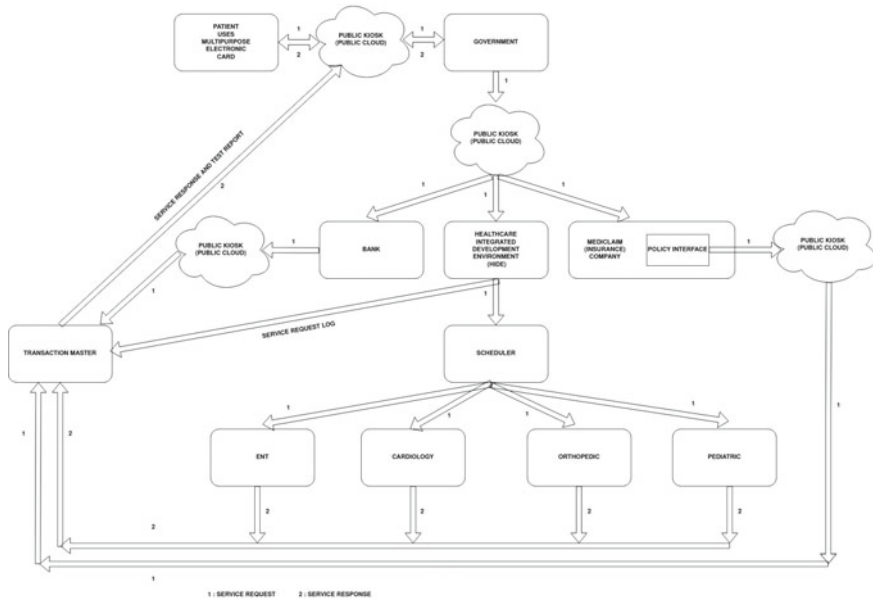 PATIENT
USES
MULTIPURPOSE
ELECTRONIC
CARD
1
2
PUBLIC KIOSK
(PUBLIC CLOUD)
1
2
GOVERNMENT
1
PUBLIC KIOSK
(PUBLIC CLOUD)
1
1
1
SERVICE RESPONSE AND TEST REPORT
2
PUBLIC KIOSK
(PUBLIC CLOUD)
1
BANK
HEALTHCARE
INTEGRATED
DEVELOPMENT
ENVIRONMENT
(HIDE)
MEDICLAIM
(INSURANCE)
COMPANY
POLICY INTERFACE
1
PUBLIC KIOSK
(PUBLIC CLOUD)
1
1
SERVICE REQUEST LOG
TRANSACTION MASTER
SCHEDULER
1
1
1
1
1
1
2
ENT
CARDIOLOGY
ORTHOPEDIC
PEDIATRIC
2
2
2
2
2
1
1 : SERVICE REQUEST
2 : SERVICE RESPONSE